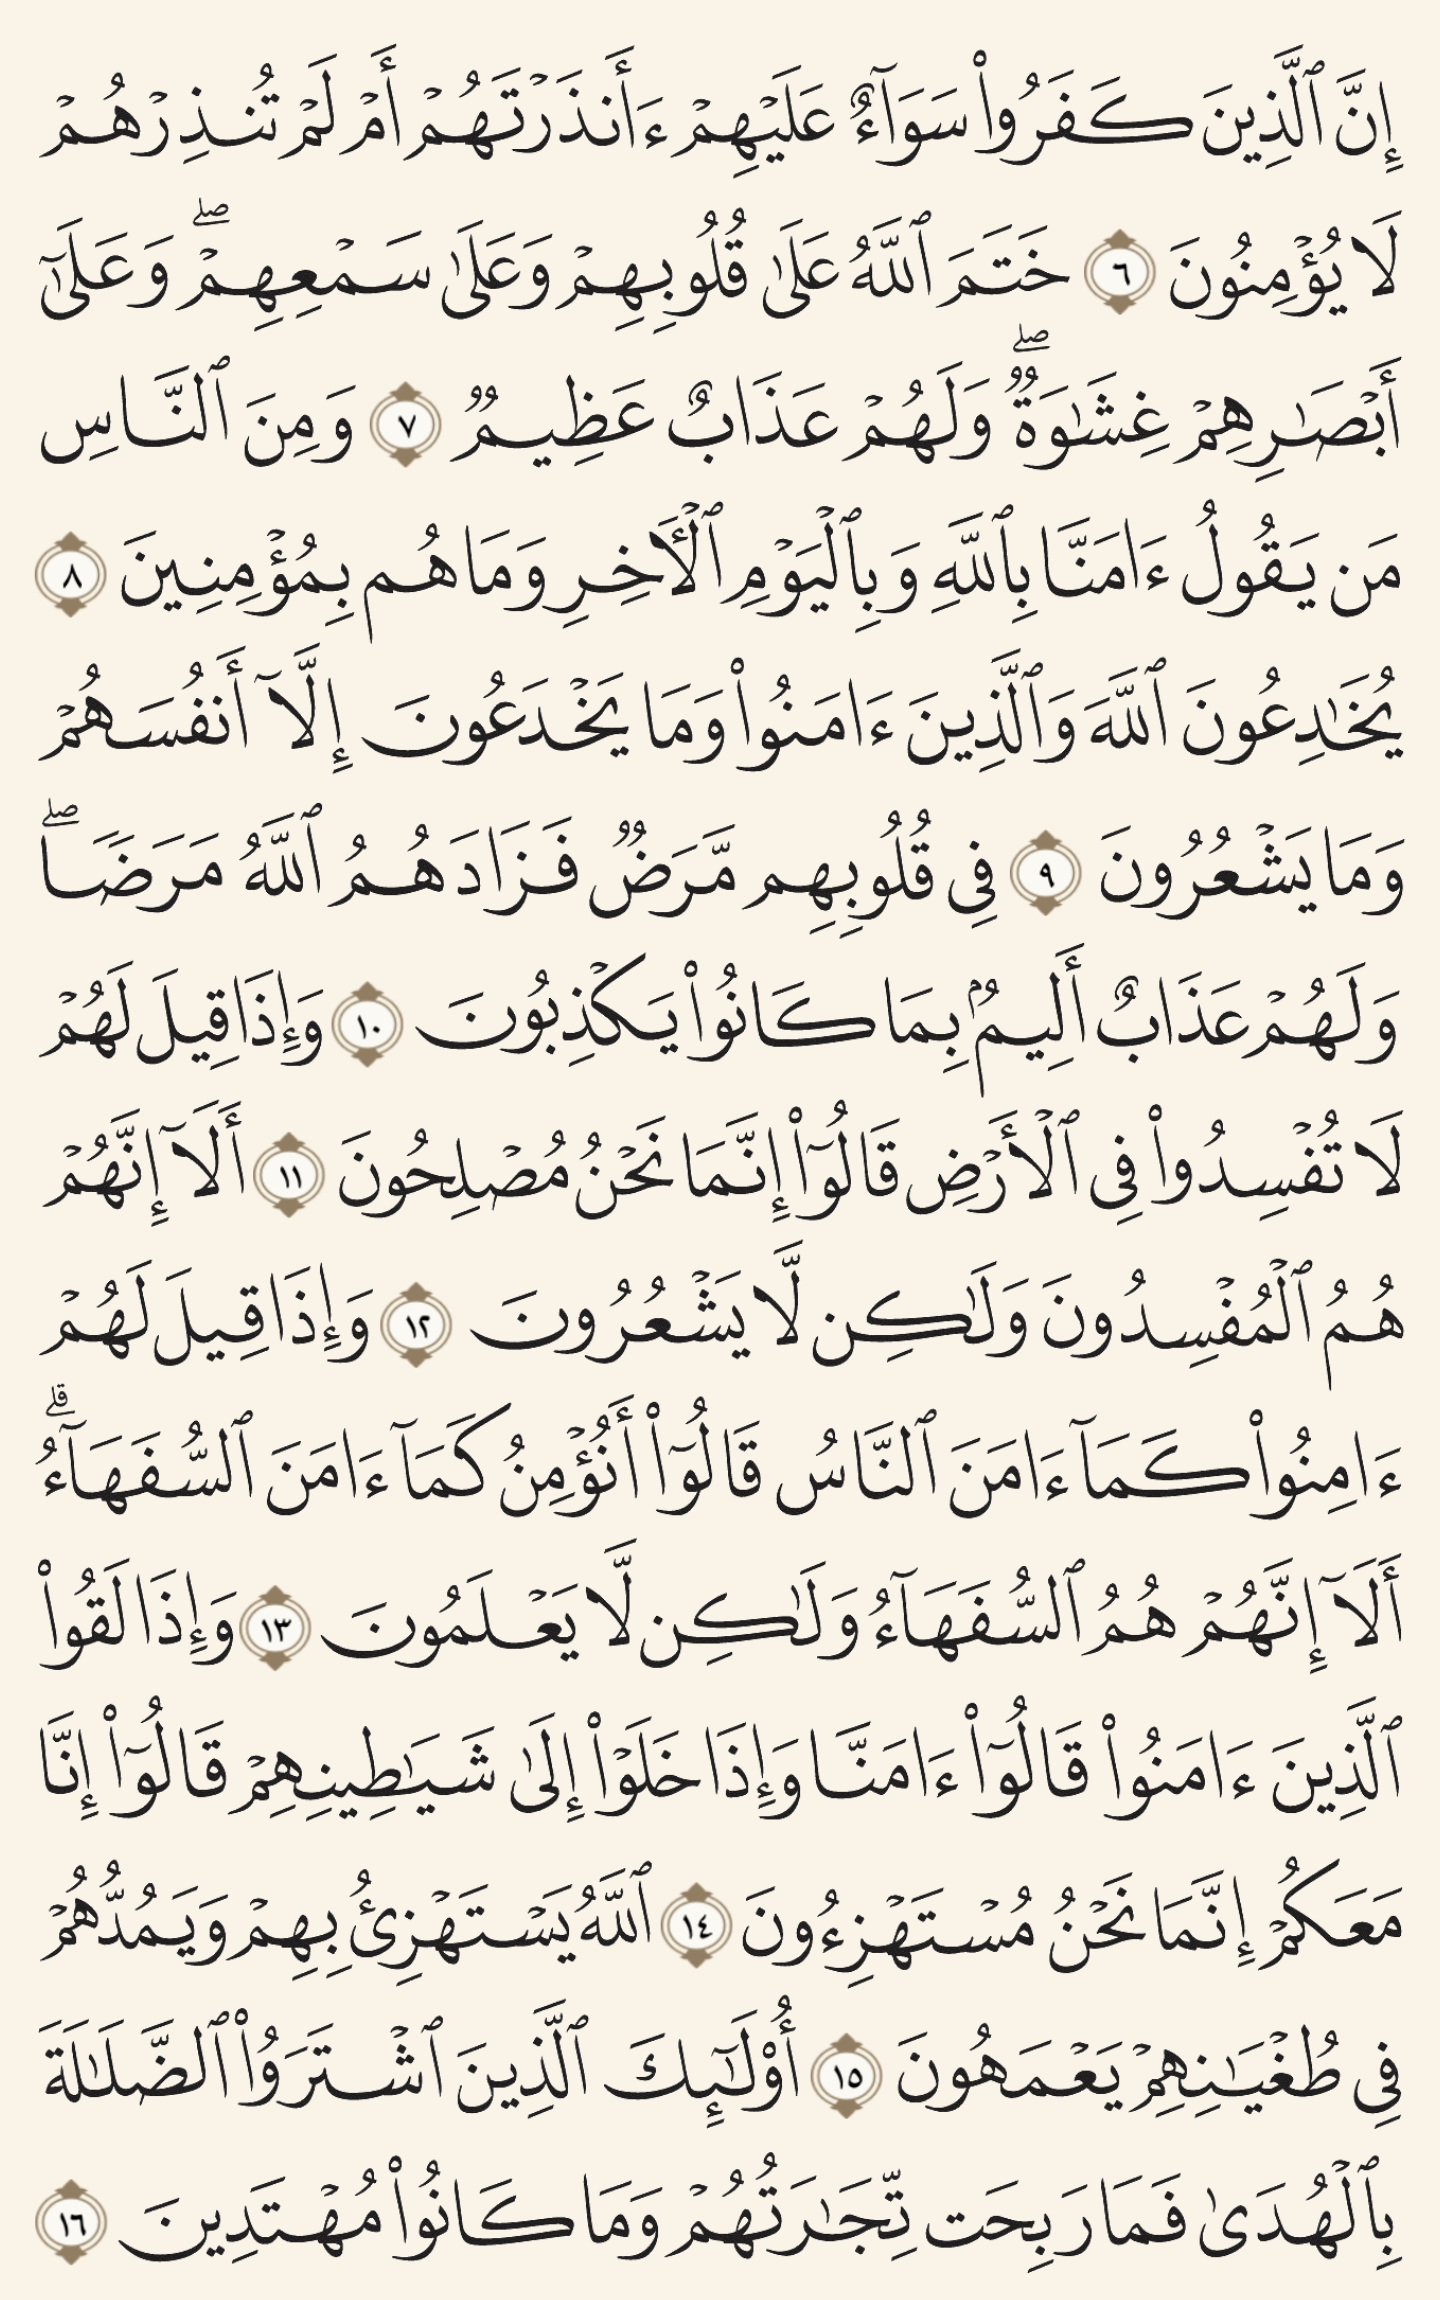 إِنَّ ٱلَّذِينَ كَفَرُوا۟ سَوَآءٌ عَلَيْهِمْ ءَأَنذَرْتَهُمْ أَمْ لَمْ تُنذِرْهُمْ
لَا يُؤْمِنُونَ ٦ خَتَمَ ٱللَّهُ عَلَىٰ قُلُوبِهِمْ وَعَلَىٰ سَمْعِهِمْ ۖ وَعَلَىٰٓ
أَبْصَٰرِهِمْ غِشَٰوَةٌ ۖ وَلَهُمْ عَذَابٌ عَظِيمٌ ٧ وَمِنَ ٱلنَّاسِ
مَن يَقُولُ ءَامَنَّا بِٱللَّهِ وَبِٱلْيَوْمِ ٱلْـَٔاخِرِ وَمَا هُم بِمُؤْمِنِينَ ٨
يُخَٰدِعُونَ ٱللَّهَ وَٱلَّذِينَ ءَامَنُوا۟ وَمَا يَخْدَعُونَ إِلَّآ أَنفُسَهُمْ
وَمَا يَشْعُرُونَ ٩ فِى قُلُوبِهِم مَّرَضٌ فَزَادَهُمُ ٱللَّهُ مَرَضًا ۖ
وَلَهُمْ عَذَابٌ أَلِيمٌۢ بِمَا كَانُوا۟ يَكْذِبُونَ ١٠ وَإِذَا قِيلَ لَهُمْ
لَا تُفْسِدُوا۟ فِى ٱلْأَرْضِ قَالُوٓا۟ إِنَّمَا نَحْنُ مُصْلِحُونَ ١١ أَلَآ إِنَّهُمْ
هُمُ ٱلْمُفْسِدُونَ وَلَٰكِن لَّا يَشْعُرُونَ ١٢ وَإِذَا قِيلَ لَهُمْ
ءَامِنُوا۟ كَمَآ ءَامَنَ ٱلنَّاسُ قَالُوٓا۟ أَنُؤْمِنُ كَمَآ ءَامَنَ ٱلسُّفَهَآءُ ۗ
أَلَآ إِنَّهُمْ هُمُ ٱلسُّفَهَآءُ وَلَٰكِن لَّا يَعْلَمُونَ ١٣ وَإِذَا لَقُوا۟
ٱلَّذِينَ ءَامَنُوا۟ قَالُوٓا۟ ءَامَنَّا وَإِذَا خَلَوْا۟ إِلَىٰ شَيَٰطِينِهِمْ قَالُوٓا۟ إِنَّا
مَعَكُمْ إِنَّمَا نَحْنُ مُسْتَهْزِءُونَ ١٤ ٱللَّهُ يَسْتَهْزِئُ بِهِمْ وَيَمُدُّهُمْ
فِى طُغْيَٰنِهِمْ يَعْمَهُونَ ١٥ أُو۟لَٰٓئِكَ ٱلَّذِينَ ٱشْتَرَوُا۟ ٱلضَّلَٰلَةَ
بِٱلْهُدَىٰ فَمَا رَبِحَت تِّجَٰرَتُهُمْ وَمَا كَانُوا۟ مُهْتَدِينَ ١٦